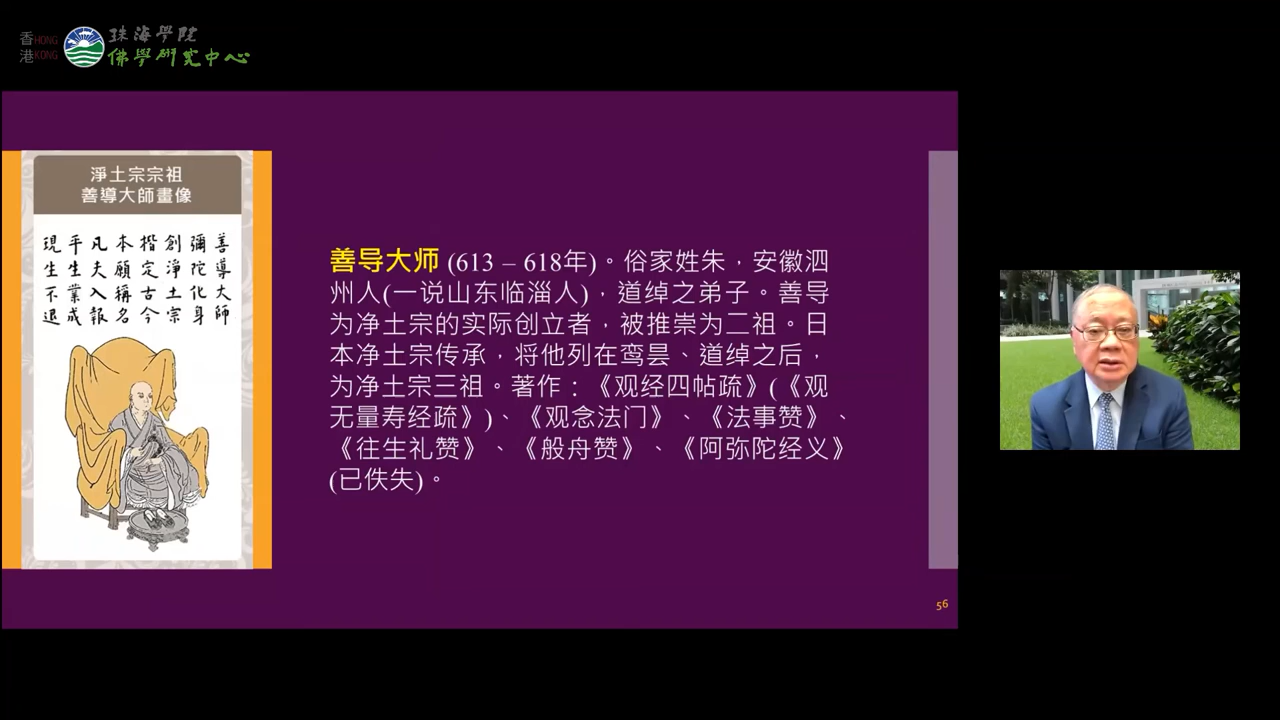 香港
HONG KONG
珠海學院
佛學研究中心
淨土宗宗祖
善導大師畫像
善導大師
彌陀化身
創淨土宗
楷定古今
本願稱名
凡夫入報
平生業成
現生不退
善导大师 (613 – 618年)。俗家姓朱，安徽泗
州人(一说山东临淄人)，道绰之弟子。善导
为净土宗的实际创立者，被推崇为二祖。日
本净土宗传承，将他列在鸾昙、道绰之后，
为净土宗三祖。著作：《观经四帖疏》(《观
无量寿经疏》)、《观念法门》、《法事赞》、
《往生礼赞》、《般舟赞》、《阿弥陀经义》
(已佚失)。
56